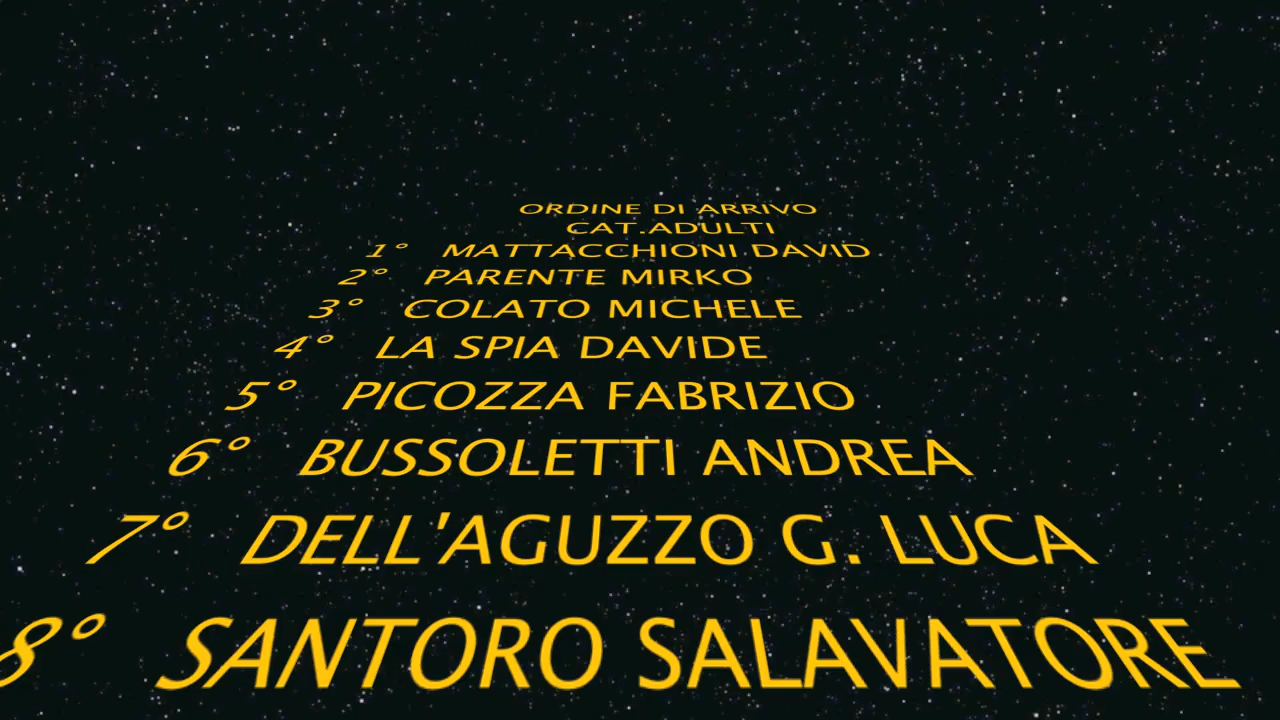 ORDINE DI ARRIVO
CAT.ADULTI
1° MATTACCHIONI DAVID
2° PARENTE MIRKO
3° COLATO MICHELE
4° LA SPIA DAVIDE
5° PICOZZA FABRIZIO
6° BUSSOLETTI ANDREA
7° DELL'AGUZZO G. LUCA
8° SANTORO SALAVATORE